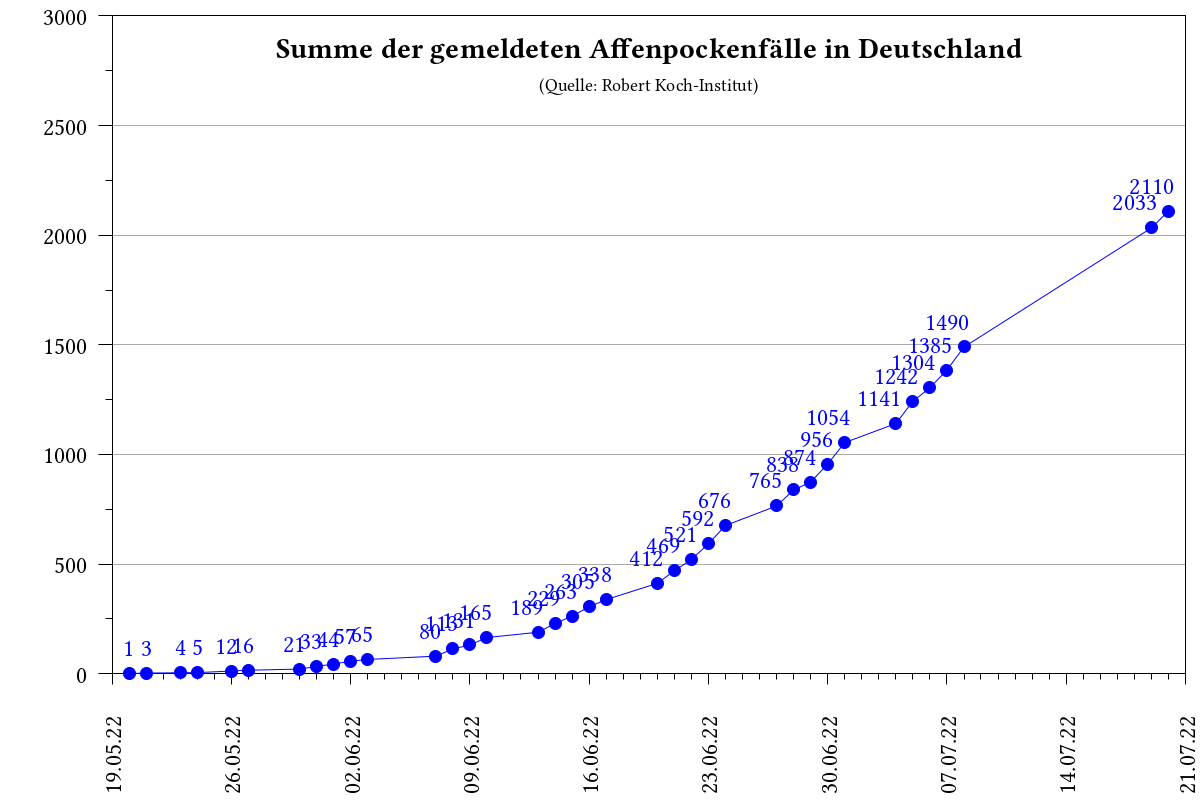 Summe der gemeldeten Affenpockenfälle in Deutschland
(Quelle: Robert Koch-Institut)
3000
2500
2000
1500
1000
500
0
1 3 4 5 12 16 21 33 44 57 65 80 113 131 165 189 229 263 305 338 412 469 521 592 676 765 838 874 956 1054 1141 1242 1304 1385 1490 2033 2110
19.05.22 26.05.22 02.06.22 09.06.22 16.06.22 23.06.22 30.06.22 07.07.22 14.07.22 21.07.22